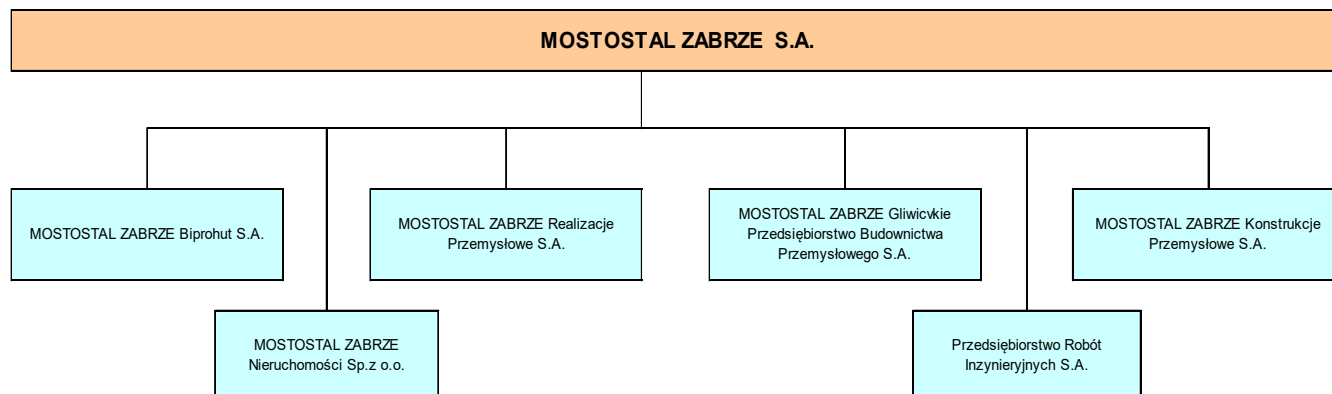 MOSTOSTAL ZABRZE  S.A.
MOSTOSTAL ZABRZE Biprohut S.A.
MOSTOSTAL ZABRZE Realizacje
Przemysłowe S.A.
MOSTOSTAL ZABRZE Gliwicvkie
Przedsiębiorstwo Budownictwa
Przemysłowego S.A.
MOSTOSTAL ZABRZE Konstrukcje
Przemysłowe S.A.
MOSTOSTAL ZABRZE
Nieruchomości Sp.z o.o.
Przedsiębiorstwo Robót
Inzynieryjnych S.A.